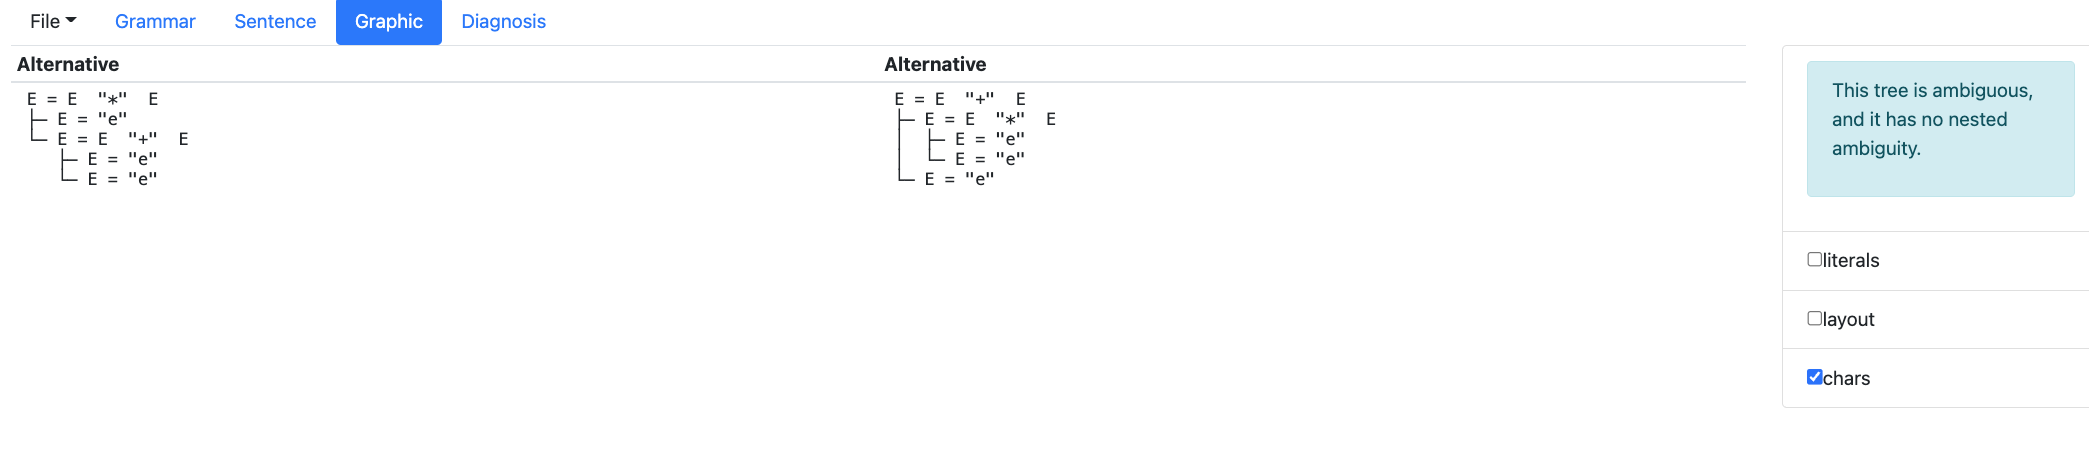 File Grammar Sentence Graphic Diagnosis
Alternative
E = E "*" E
├─ E = "e"
└─ E = E "+" E
   ├─ E = "e"
   └─ E = "e"
Alternative
E = E "+" E
├─ E = E "*" E
│  ├─ E = "e"
│  └─ E = "e"
└─ E = "e"
This tree is ambiguous,
and it has no nested
ambiguity.
literals
layout
chars